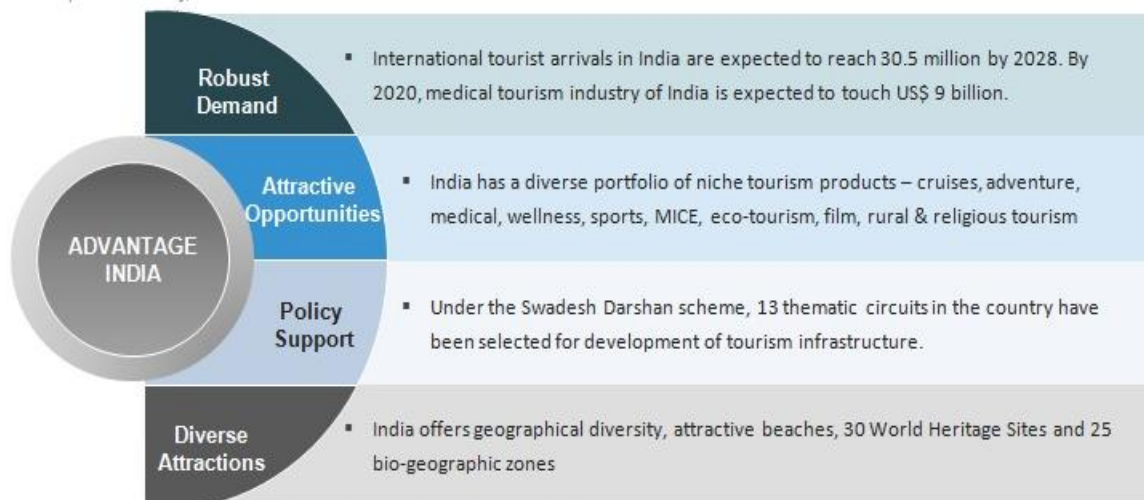 ADVANTAGE
INDIA
Robust
Demand
▪ International tourist arrivals in India are expected to reach 30.5 million by 2028. By
2020, medical tourism industry of India is expected to touch US$ 9 billion.
Attractive
Opportunities
▪ India has a diverse portfolio of niche tourism products – cruises, adventure,
medical, wellness, sports, MICE, eco-tourism, film, rural & religious tourism
Policy
Support
▪ Under the Swadesh Darshan scheme, 13 thematic circuits in the country have
been selected for development of tourism infrastructure.
Diverse
Attractions
▪ India offers geographical diversity, attractive beaches, 30 World Heritage Sites and 25
bio-geographic zones